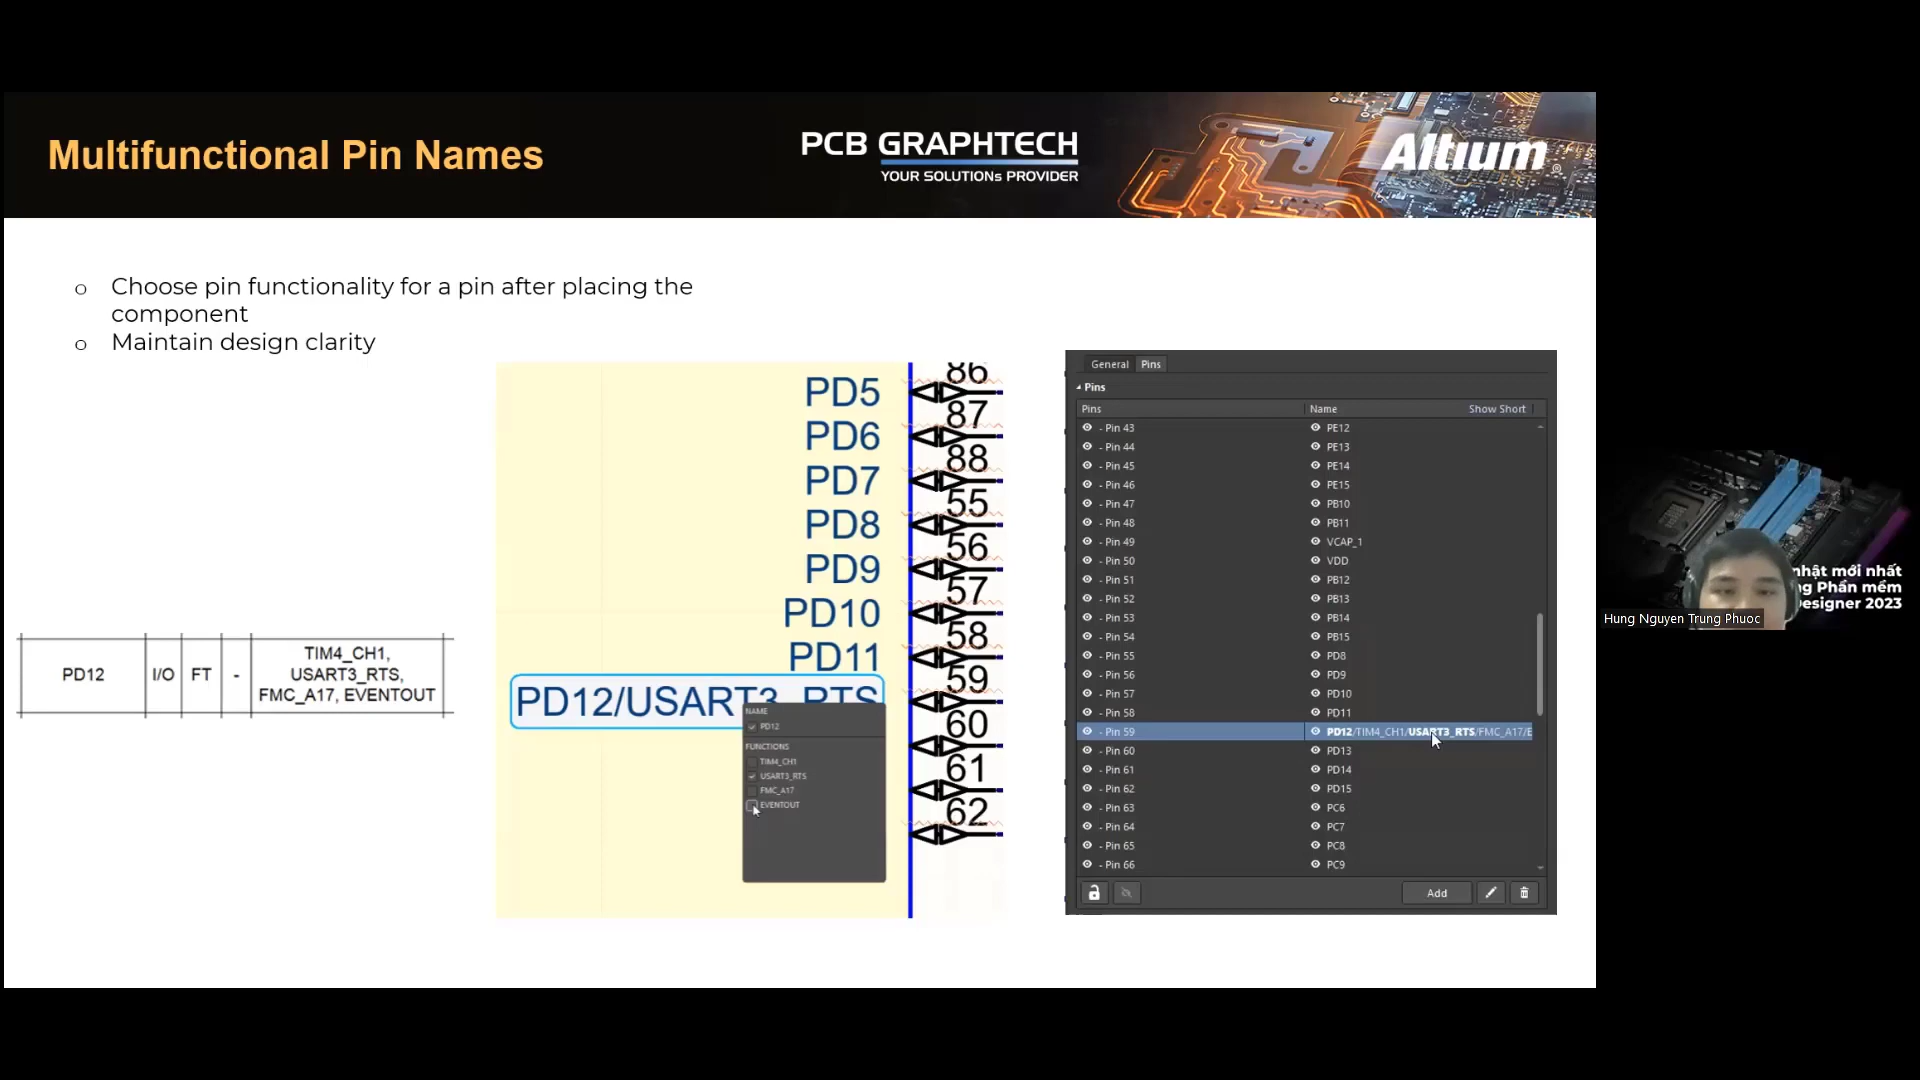 Multifunctional Pin Names
PCB GRAPHTECH
YOUR SOLUTIONs PROVIDER
Altium
®
o Choose pin functionality for a pin after placing the
component
o Maintain design clarity
PD12 I/O FT - TIM4_CH1,
USART3_RTS,
FMC_A17, EVENTOUT
86
PD5
87
PD6
88
PD7
55
PD8
56
PD9
57
PD10
58
PD11
59
PD12/USART3_RTS
60
61
62
NAME
PD12
FUNCTIONS
TIM4_CH1
USART3_RTS
FMC_A17
EVENTOUT
General Pins
Pins
Pins Name Show Short
- Pin 43 PE12
- Pin 44 PE13
- Pin 45 PE14
- Pin 46 PE15
- Pin 47 PB10
- Pin 48 PB11
- Pin 49 VCAP_1
- Pin 50 VDD
- Pin 51 PB12
- Pin 52 PB13
- Pin 53 PB14
- Pin 54 PB15
- Pin 55 PD8
- Pin 56 PD9
- Pin 57 PD10
- Pin 58 PD11
- Pin 59 PD12/TIM4_CH1/USART3_RTS/FMC_A17/E
- Pin 60 PD13
- Pin 61 PD14
- Pin 62 PD15
- Pin 63 PC6
- Pin 64 PC7
- Pin 65 PC8
- Pin 66 PC9
Add
nhật mới nhất
ng Phần mềm
Designer 2023
Hung Nguyen Trung Phuoc